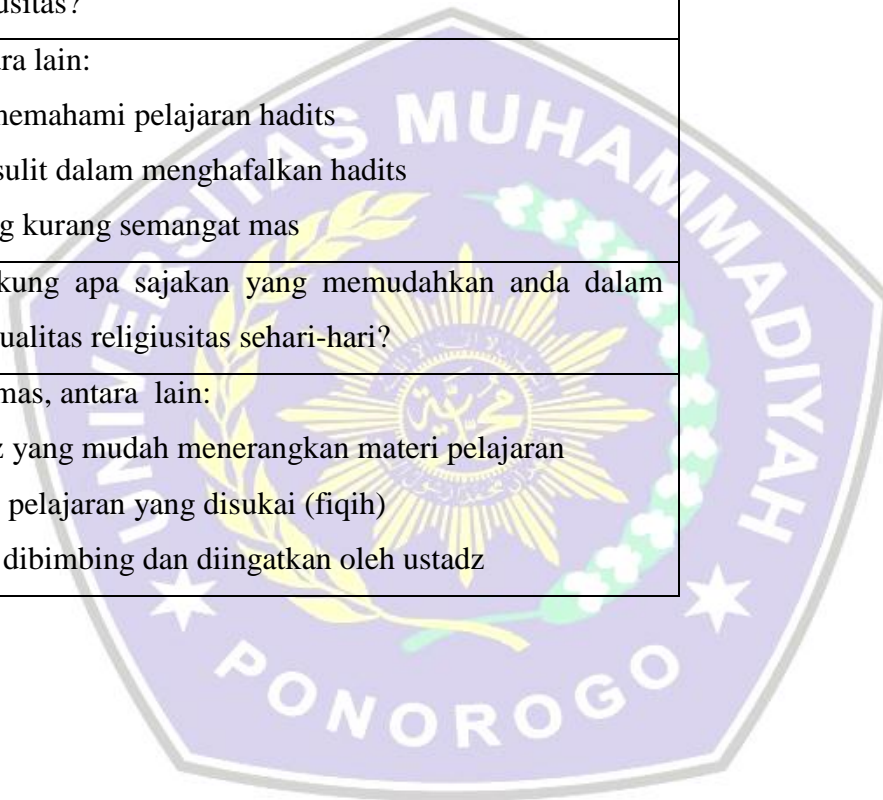 usitas?
ra lain:
nemahami pelajaran hadits
sulit dalam menghafalkan hadits
g kurang semangat mas
kung apa sajakan yang memudahkan anda dalam
ualitas religiusitas sehari-hari?
mas, antara lain:
z yang mudah menerangkan materi pelajaran
pelajaran yang disukai (fiqih)
dibimbing dan diingatkan oleh ustadz
UNIVERSITAS MUHAMMADIYAH
PONOROGO